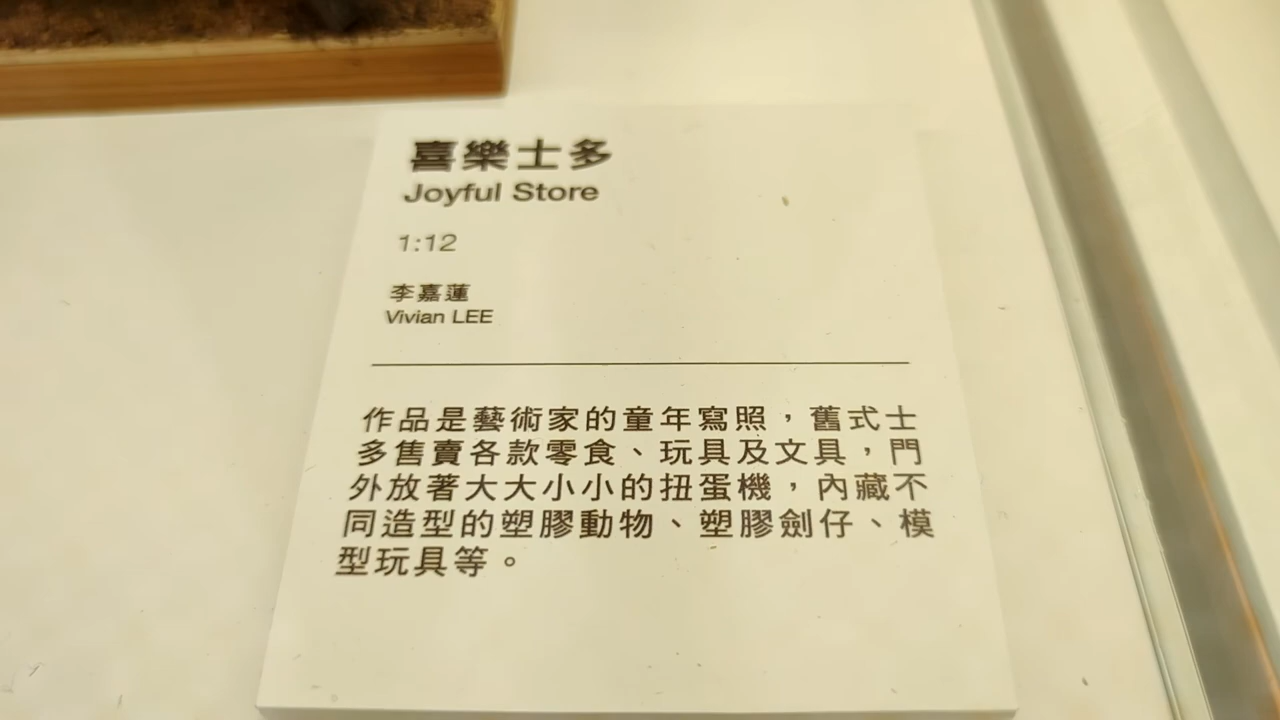 喜樂士多
Joyful Store
1:12
李嘉蓮
Vivian LEE
作品是藝術家的童年寫照，舊式士
多售賣各款零食、玩具及文具，門
外放著大大小小的扭蛋機，內藏不
同造型的塑膠動物、塑膠劍仔、模
型玩具等。